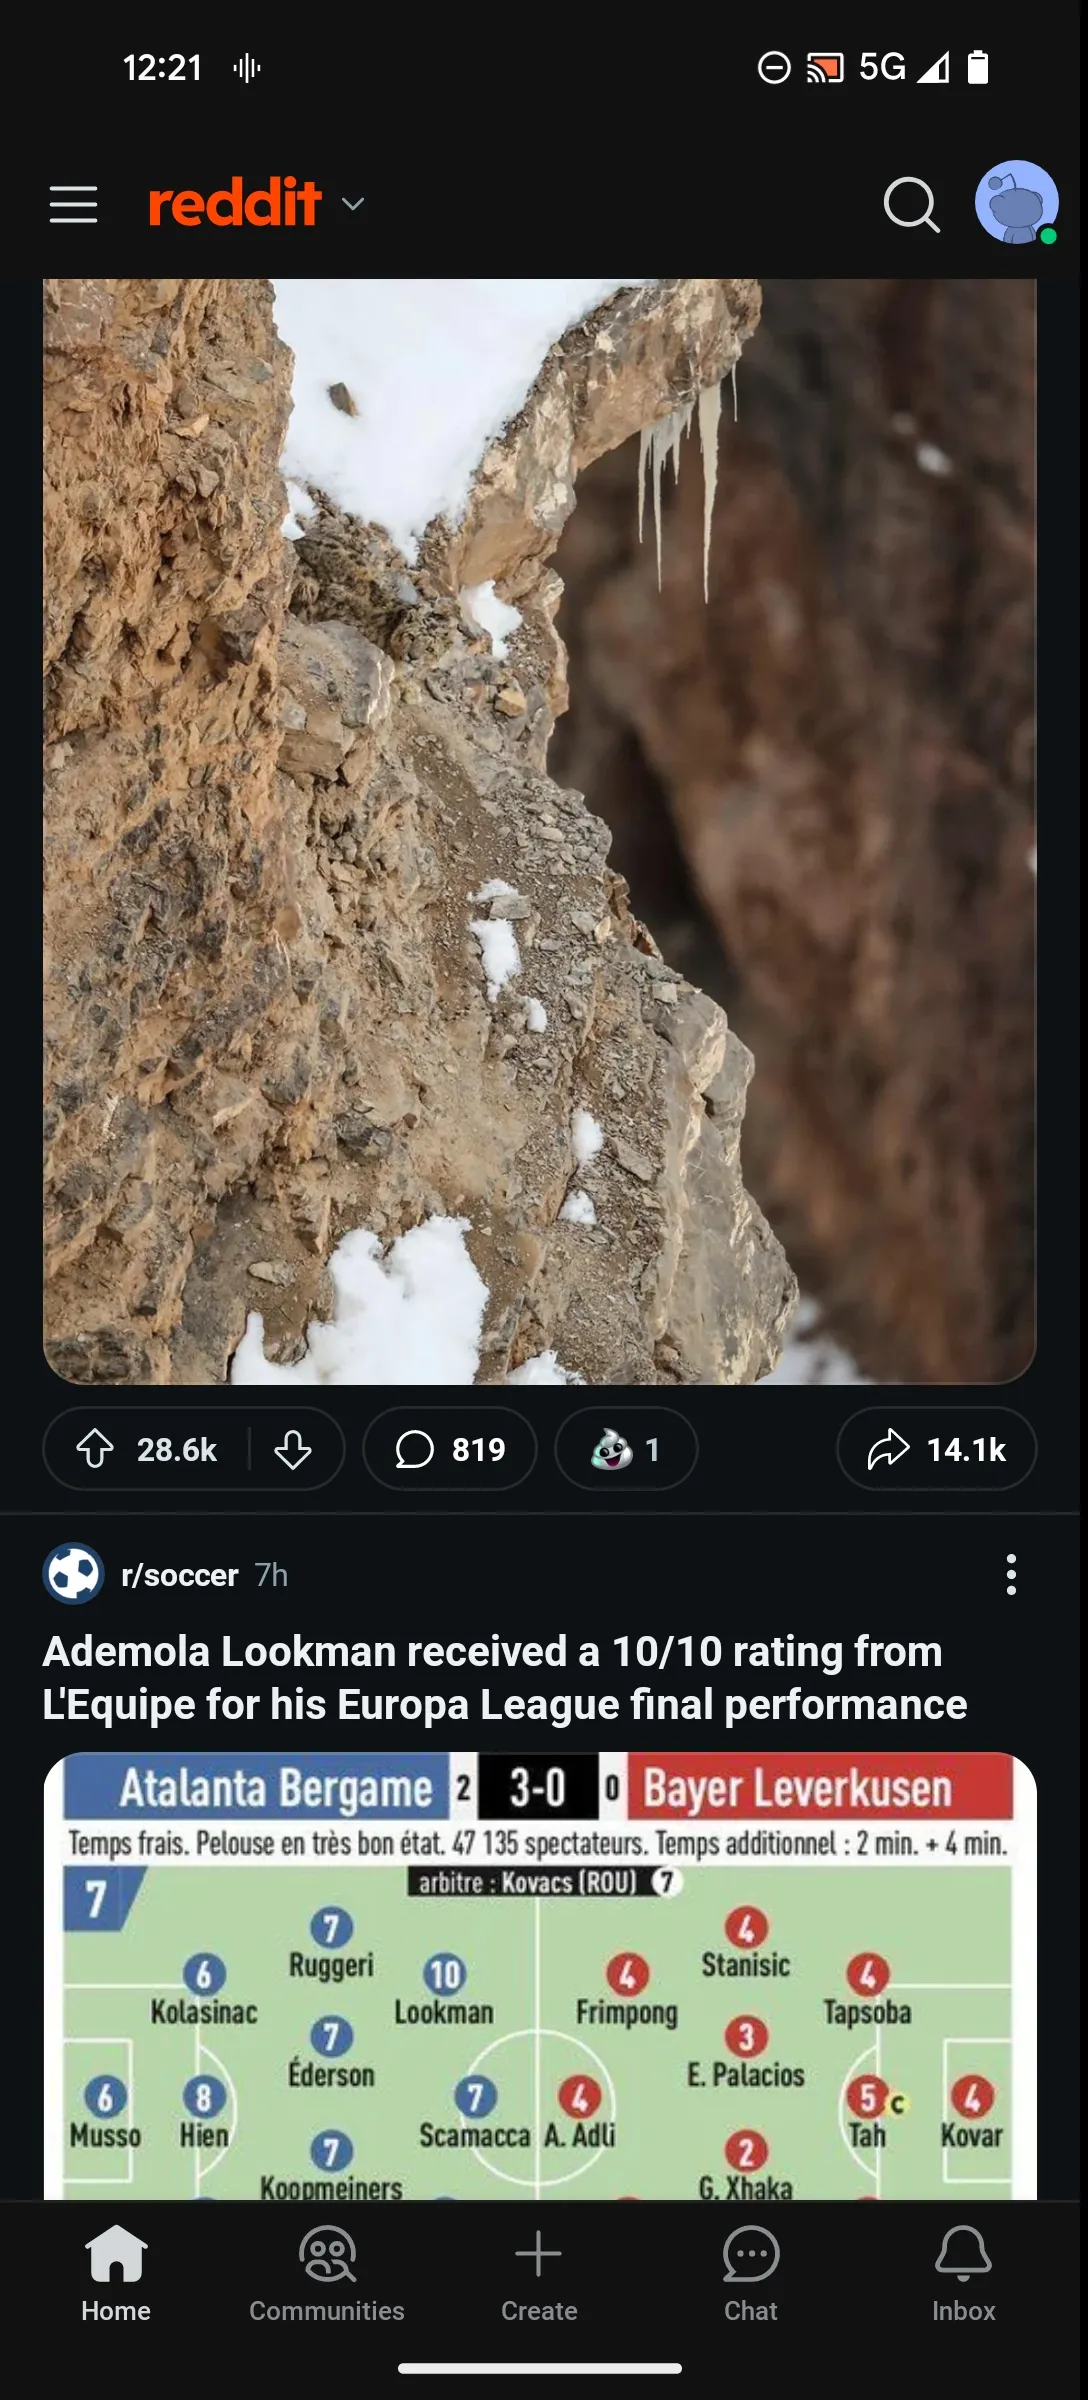 12:21
5G
reddit
28.6k
819
1
14.1k
r/soccer 7h
Ademola Lookman received a 10/10 rating from
L'Equipe for his Europa League final performance
Atalanta Bergame 2 3-0 0 Bayer Leverkusen
Temps frais. Pelouse en très bon état. 47 135 spectateurs. Temps additionnel : 2 min. + 4 min.
arbitre : Kovacs (ROU) 7
7
7
Ruggeri
4
Stanisic
6
Kolasinac
10
Lookman
4
Frimpong
4
Tapsoba
7
Éderson
3
E. Palacios
6
Musso
8
Hien
7
Scamacca
4
A. Adli
5 C
Tah
4
Kovar
7
Koopmeiners
2
G. Xhaka
Home
Communities
Create
Chat
Inbox